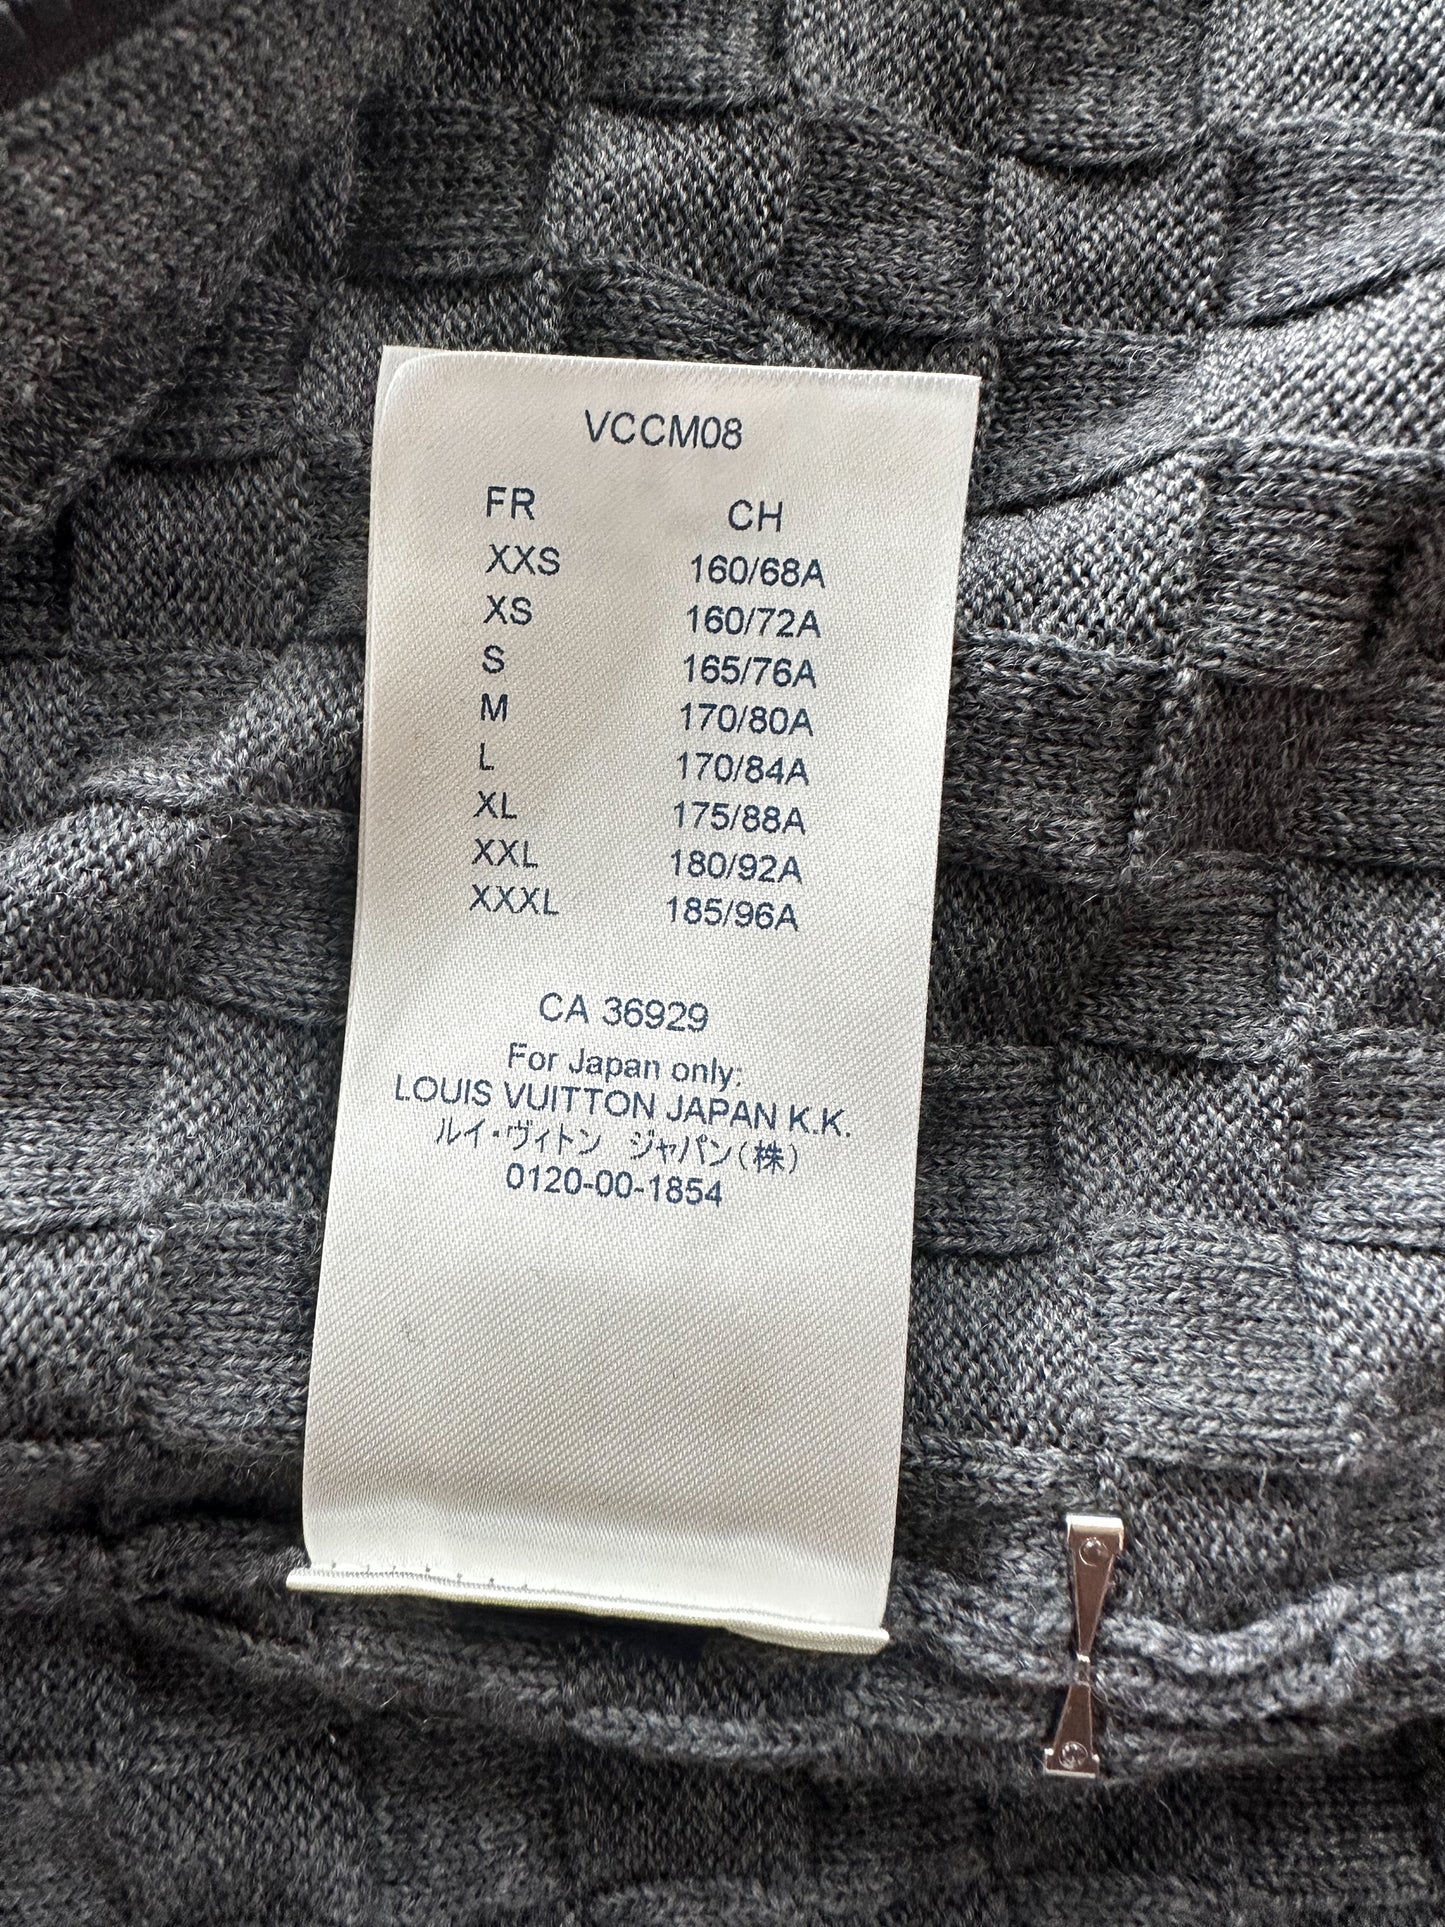 VCCM08
FR CH
XXS 160/68A
XS 160/72A
S 165/76A
M 170/80A
L 170/84A
XL 175/88A
XXL 180/92A
XXXL 185/96A
CA 36929
For Japan only:
LOUIS VUITTON JAPAN K.K.
ルイ・ヴィトン ジャパン(株)
0120-00-1854